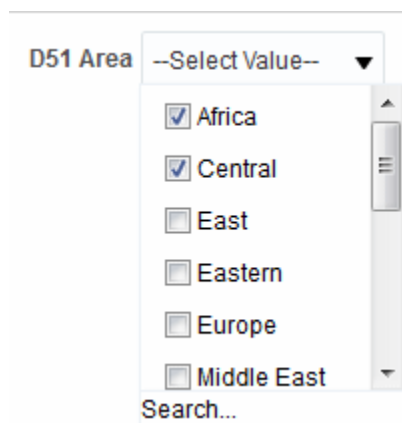 D51 Area --Select Value--
Africa
Central
East
Eastern
Europe
Middle East
Search...